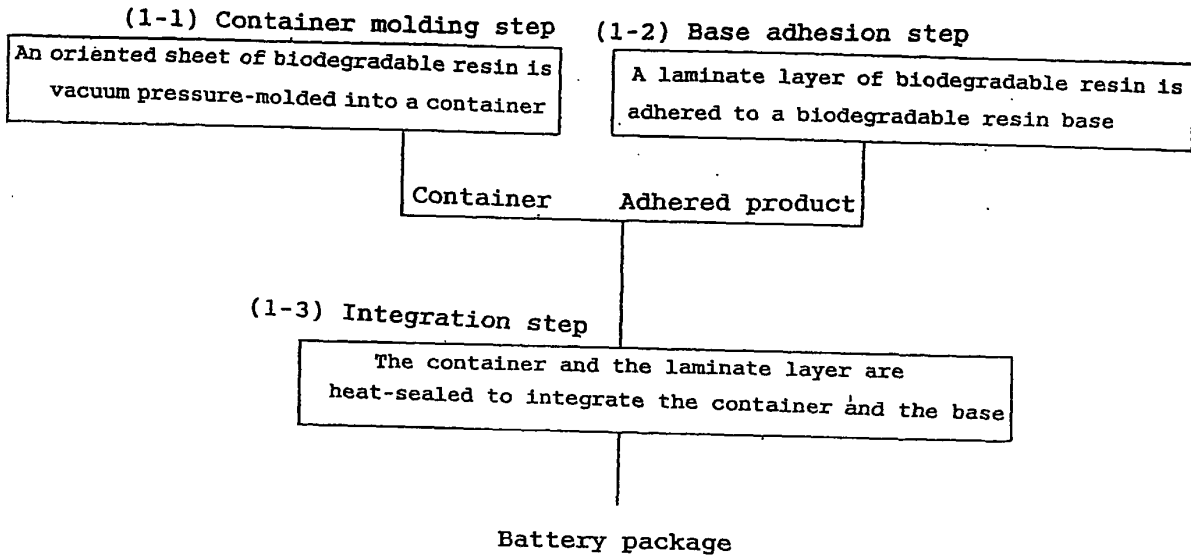 (1-1) Container molding step
An oriented sheet of biodegradable resin is
vacuum pressure-molded into a container
(1-2) Base adhesion step
A laminate layer of biodegradable resin is
adhered to a biodegradable resin base
Container
Adhered product
(1-3) Integration step
The container and the laminate layer are
heat-sealed to integrate the container and the base
Battery package